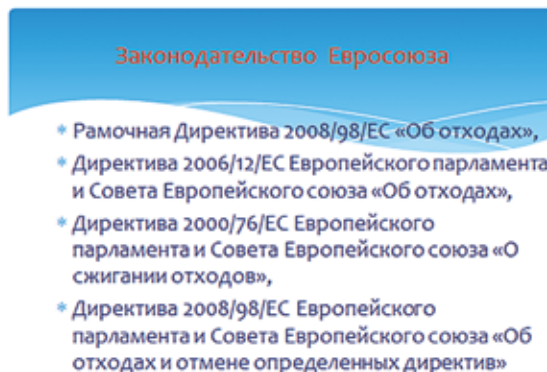 Законодательство Евросоюза
* Рамочная Директива 2008/98/ЕС «Об отходах»,
* Директива 2006/12/ЕС Европейского парламента
и Совета Европейского союза «Об отходах»,
* Директива 2000/76/ЕС Европейского
парламента и Совета Европейского союза «О
сжигании отходов»,
* Директива 2008/98/ЕС Европейского
парламента и Совета Европейского союза «Об
отходах и отмене определенных директив»